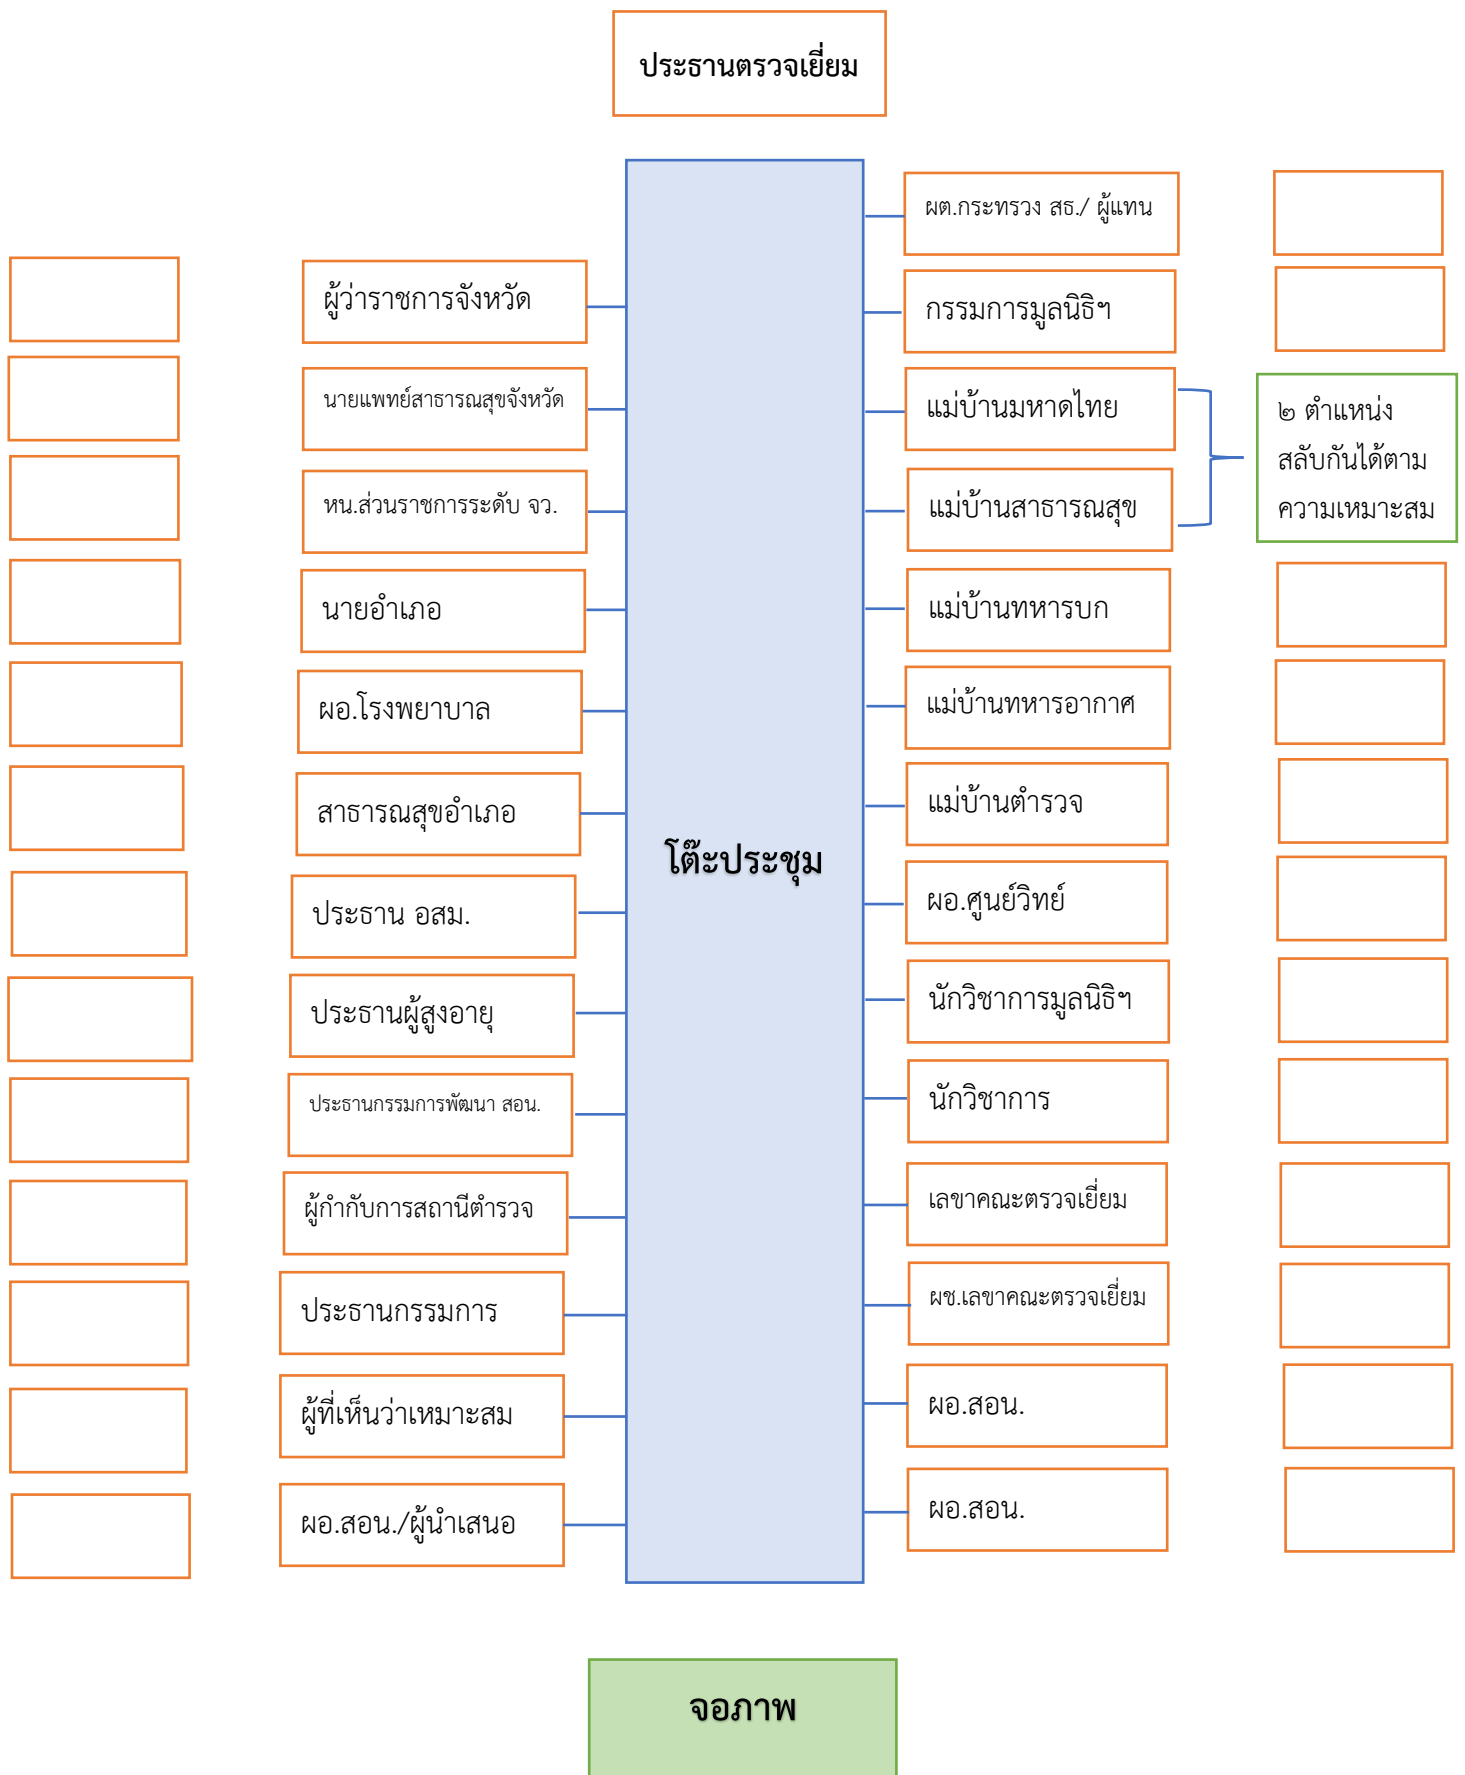 ประธานตรวจเยี่ยม
ผต.กระทรวง สธ./ ผู้แทน
ผู้ว่าราชการจังหวัด
กรรมการมูลนิธิฯ
นายแพทย์สาธารณสุขจังหวัด
แม่บ้านมหาดไทย
๒ ตำแหน่ง
สลับกันได้ตาม
ความเหมาะสม
หน.ส่วนราชการระดับ จว.
แม่บ้านสาธารณสุข
นายอำเภอ
แม่บ้านทหารบก
ผอ.โรงพยาบาล
แม่บ้านทหารอากาศ
สาธารณสุขอำเภอ
แม่บ้านตำรวจ
โต๊ะประชุม
ประธาน อสม.
ผอ.ศูนย์วิทย์
ประธานผู้สูงอายุ
นักวิชาการมูลนิธิฯ
ประธานกรรมการพัฒนา สอน.
นักวิชาการ
ผู้กำกับการสถานีตำรวจ
เลขาคณะตรวจเยี่ยม
ประธานกรรมการ
ผช.เลขาคณะตรวจเยี่ยม
ผู้ที่เห็นว่าเหมาะสม
ผอ.สอน.
ผอ.สอน./ผู้นำเสนอ
ผอ.สอน.
จอภาพ